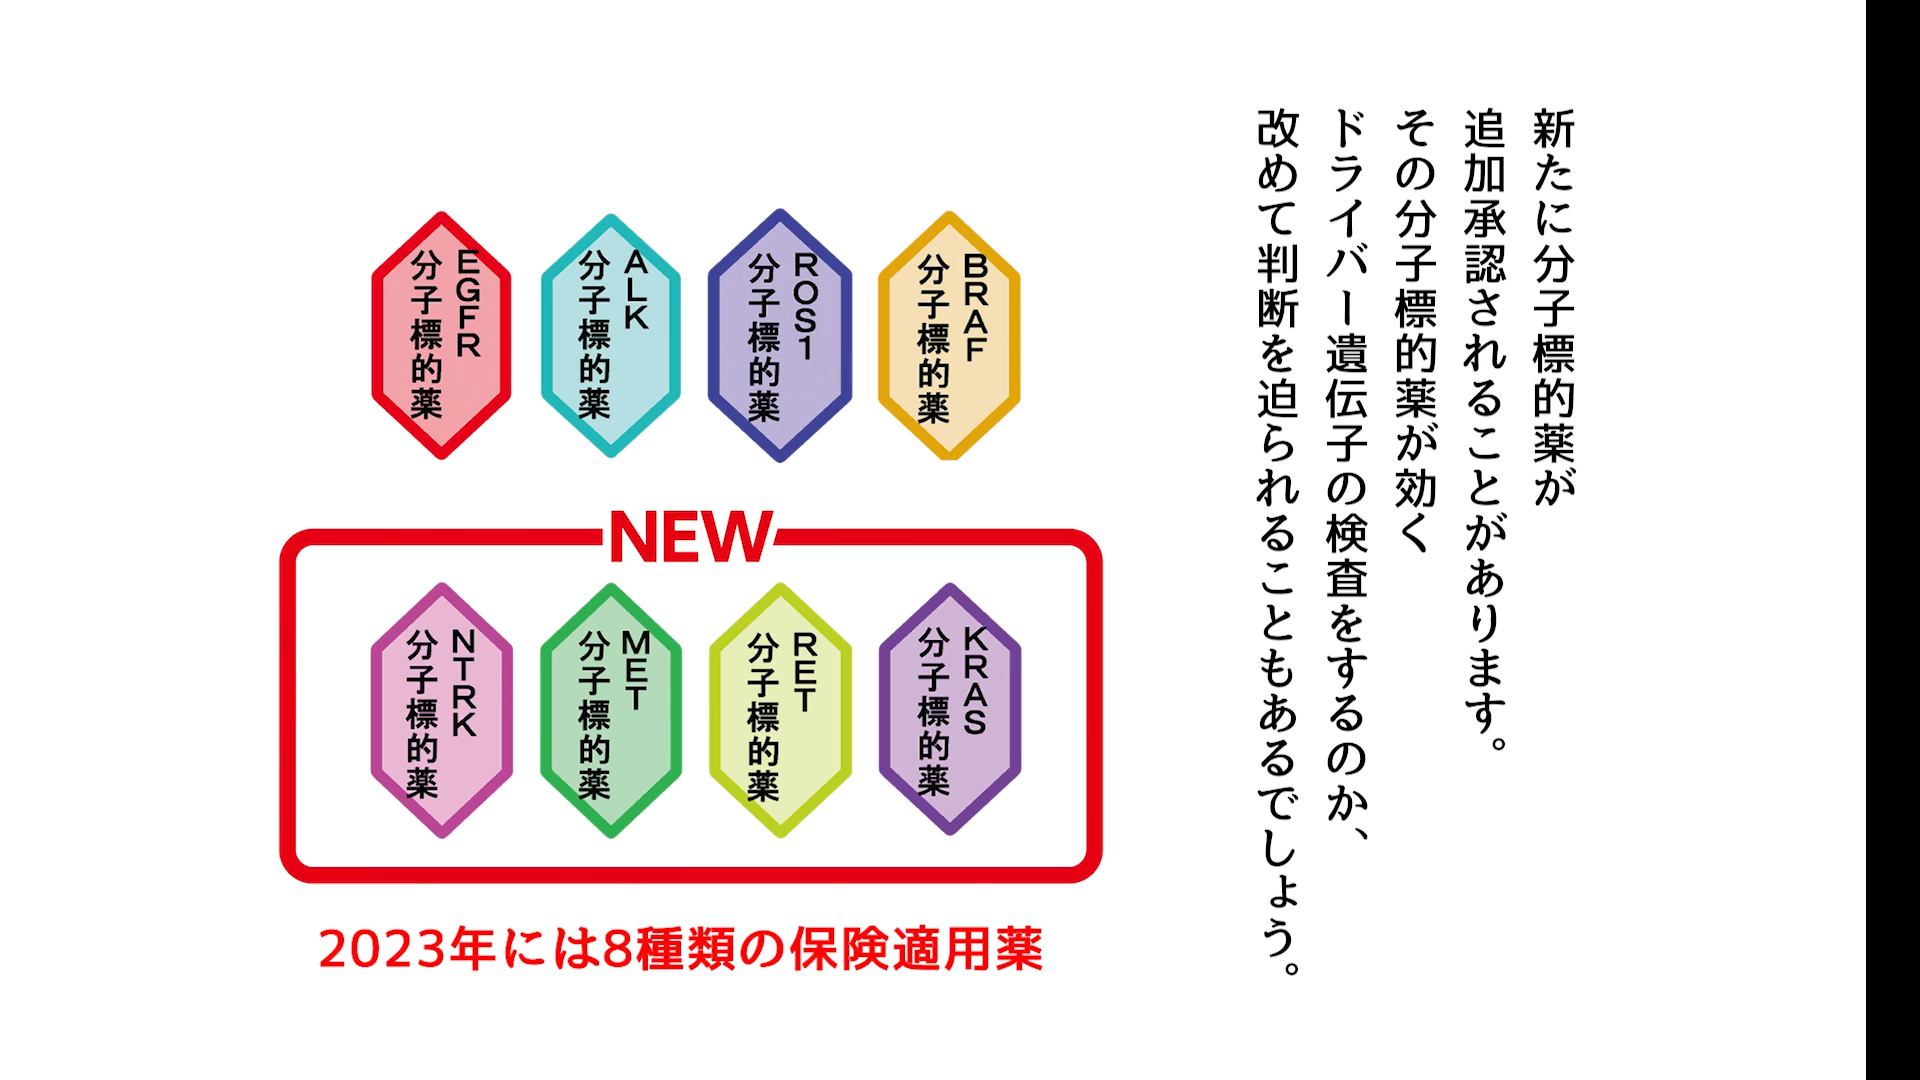 新たに分子標的薬が
追加承認されることがあります。
その分子標的薬が効く
ドライバー遺伝子の検査をするのか、
改めて判断を迫られることもあるでしょう。
EGFR
分子標的薬
ALK
分子標的薬
ROS1
分子標的薬
BRAF
分子標的薬
NEW
NTRK
分子標的薬
MET
分子標的薬
RET
分子標的薬
KRAS
分子標的薬
2023年には8種類の保険適用薬